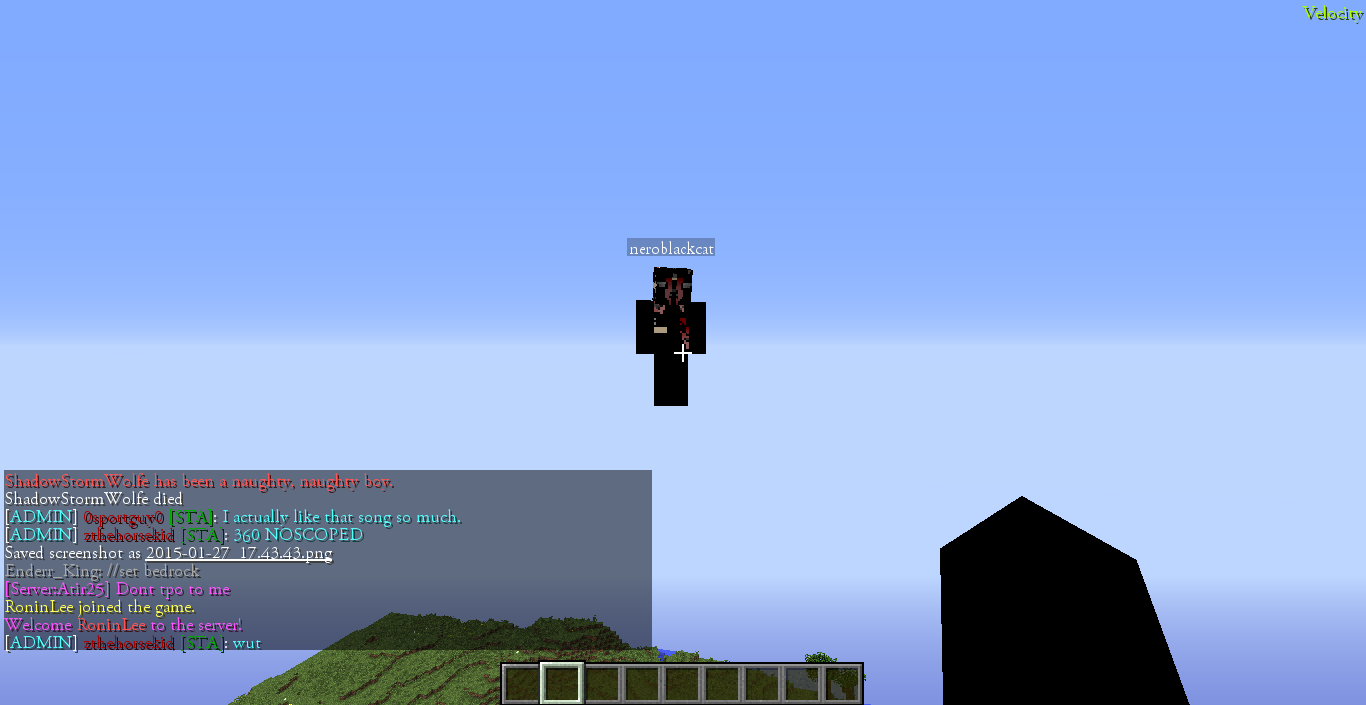 Velocity
neroblackcat
ShadowStormWolfe has been a naughty, naughty boy.
ShadowStormWolfe died
[ADMIN] 0sportguy0 [STA]: I actually like that song so much.
[ADMIN] zthehorsekid [STA]: 360 NOSCOPED
Saved screenshot as 2015-01-27_17.43.43.png
Enderr_King: //set bedrock
[Server:Atir25] Dont tpo to me
RoninLee joined the game.
Welcome RoninLee to the server!
[ADMIN] zthehorsekid [STA]: wut